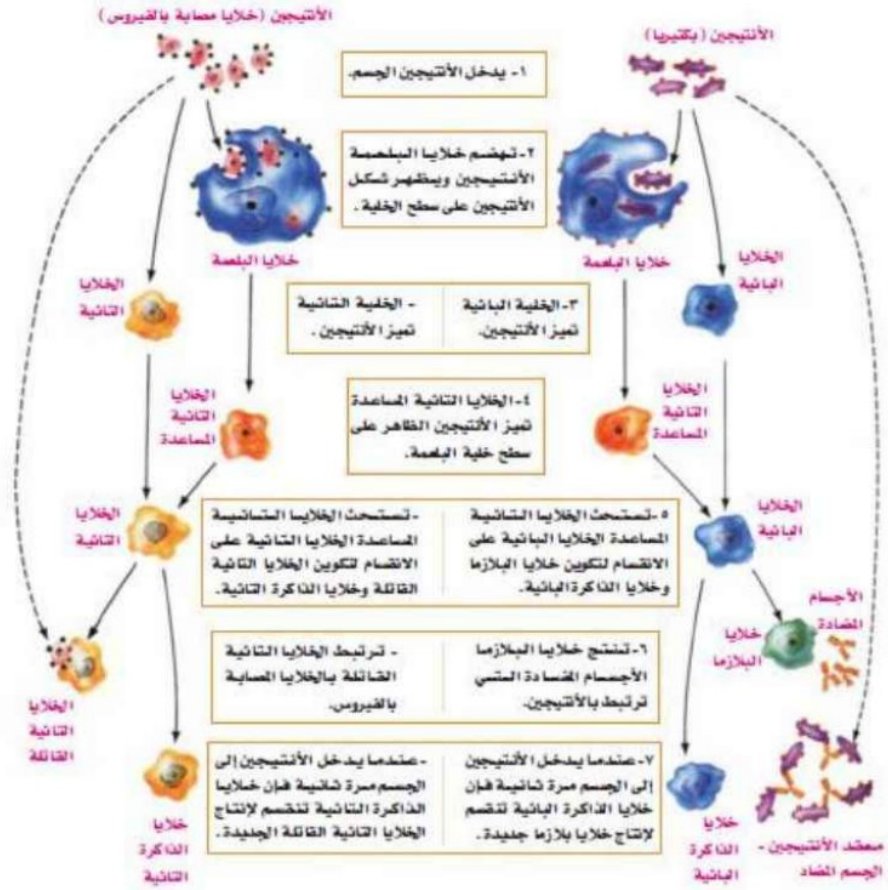 الأنتيجين (خلايا مصابة بالفيروس)
الأنتيجين (بكتيريا)
١- يدخل الأنتيجين الجسم.
٢- تهضم خلايا البلعمة
الأنتيجين ويظهر شكل
الأنتيجين على سطح الخلية.
خلايا البلعمة
خلايا البلعمة
الخلايا
البائية
الخلايا
التائية
٣- الخلية البائية
تميز الأنتيجين.
- الخلية التائية
تميز الأنتيجين.
٤- الخلايا التائية المساعدة
تميز الأنتيجين الظاهر على
سطح خلية البلعمة.
الخلايا
التائية
المساعدة
الخلايا
التائية
المساعدة
٥- تستحث الخلايا التائية
المساعدة الخلايا البائية على
الانقسام لتكوين خلايا البلازما
وخلايا الذاكرة البائية.
- تستحث الخلايا التائية
المساعدة الخلايا التائية على
الانقسام لتكوين الخلايا التائية
القاتلة وخلايا الذاكرة التائية.
الخلايا
البائية
الخلايا
التائية
الأجسام
المضادة
خلايا
البلازما
٦- تنتج خلايا البلازما
الأجسام المضادة التي
ترتبط بالأنتيجين.
- ترتبط الخلايا التائية
القاتلة بالخلايا المصابة
بالفيروس.
الخلايا
التائية
القاتلة
٧- عندما يدخل الأنتيجين
إلى الجسم مرة ثانية فإن
خلايا الذاكرة البائية تنقسم
لإنتاج خلايا بلازما جديدة.
- عندما يدخل الأنتيجين إلى
الجسم مرة ثانية فإن خلايا
الذاكرة التائية تنقسم لإنتاج
الخلايا التائية القاتلة الجديدة.
خلايا
الذاكرة
البائية
خلايا
الذاكرة
التائية
معقد الأنتيجين -
الجسم المضاد